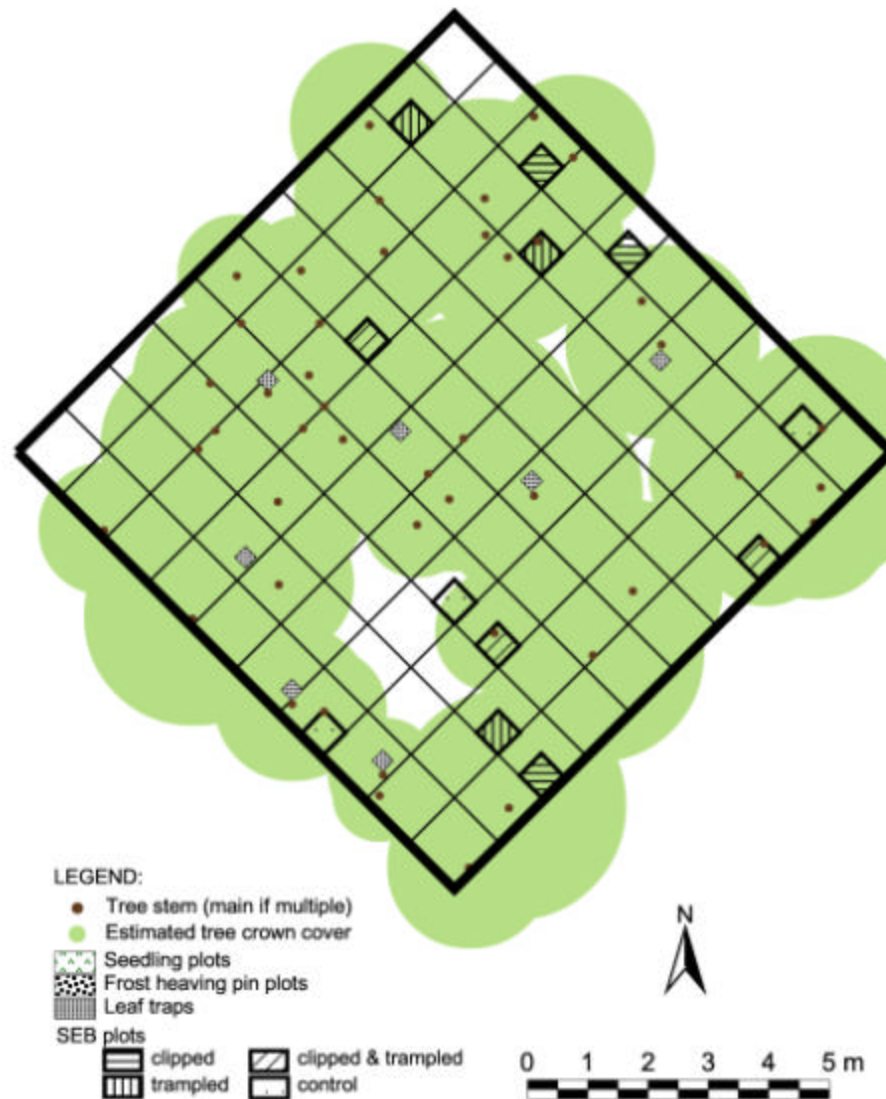 LEGEND:
Tree stem (main if multiple)
Estimated tree crown cover
Seedling plots
Frost heaving pin plots
Leaf traps
SEB plots
clipped
clipped & trampled
trampled
control
N
0 1 2 3 4 5 m